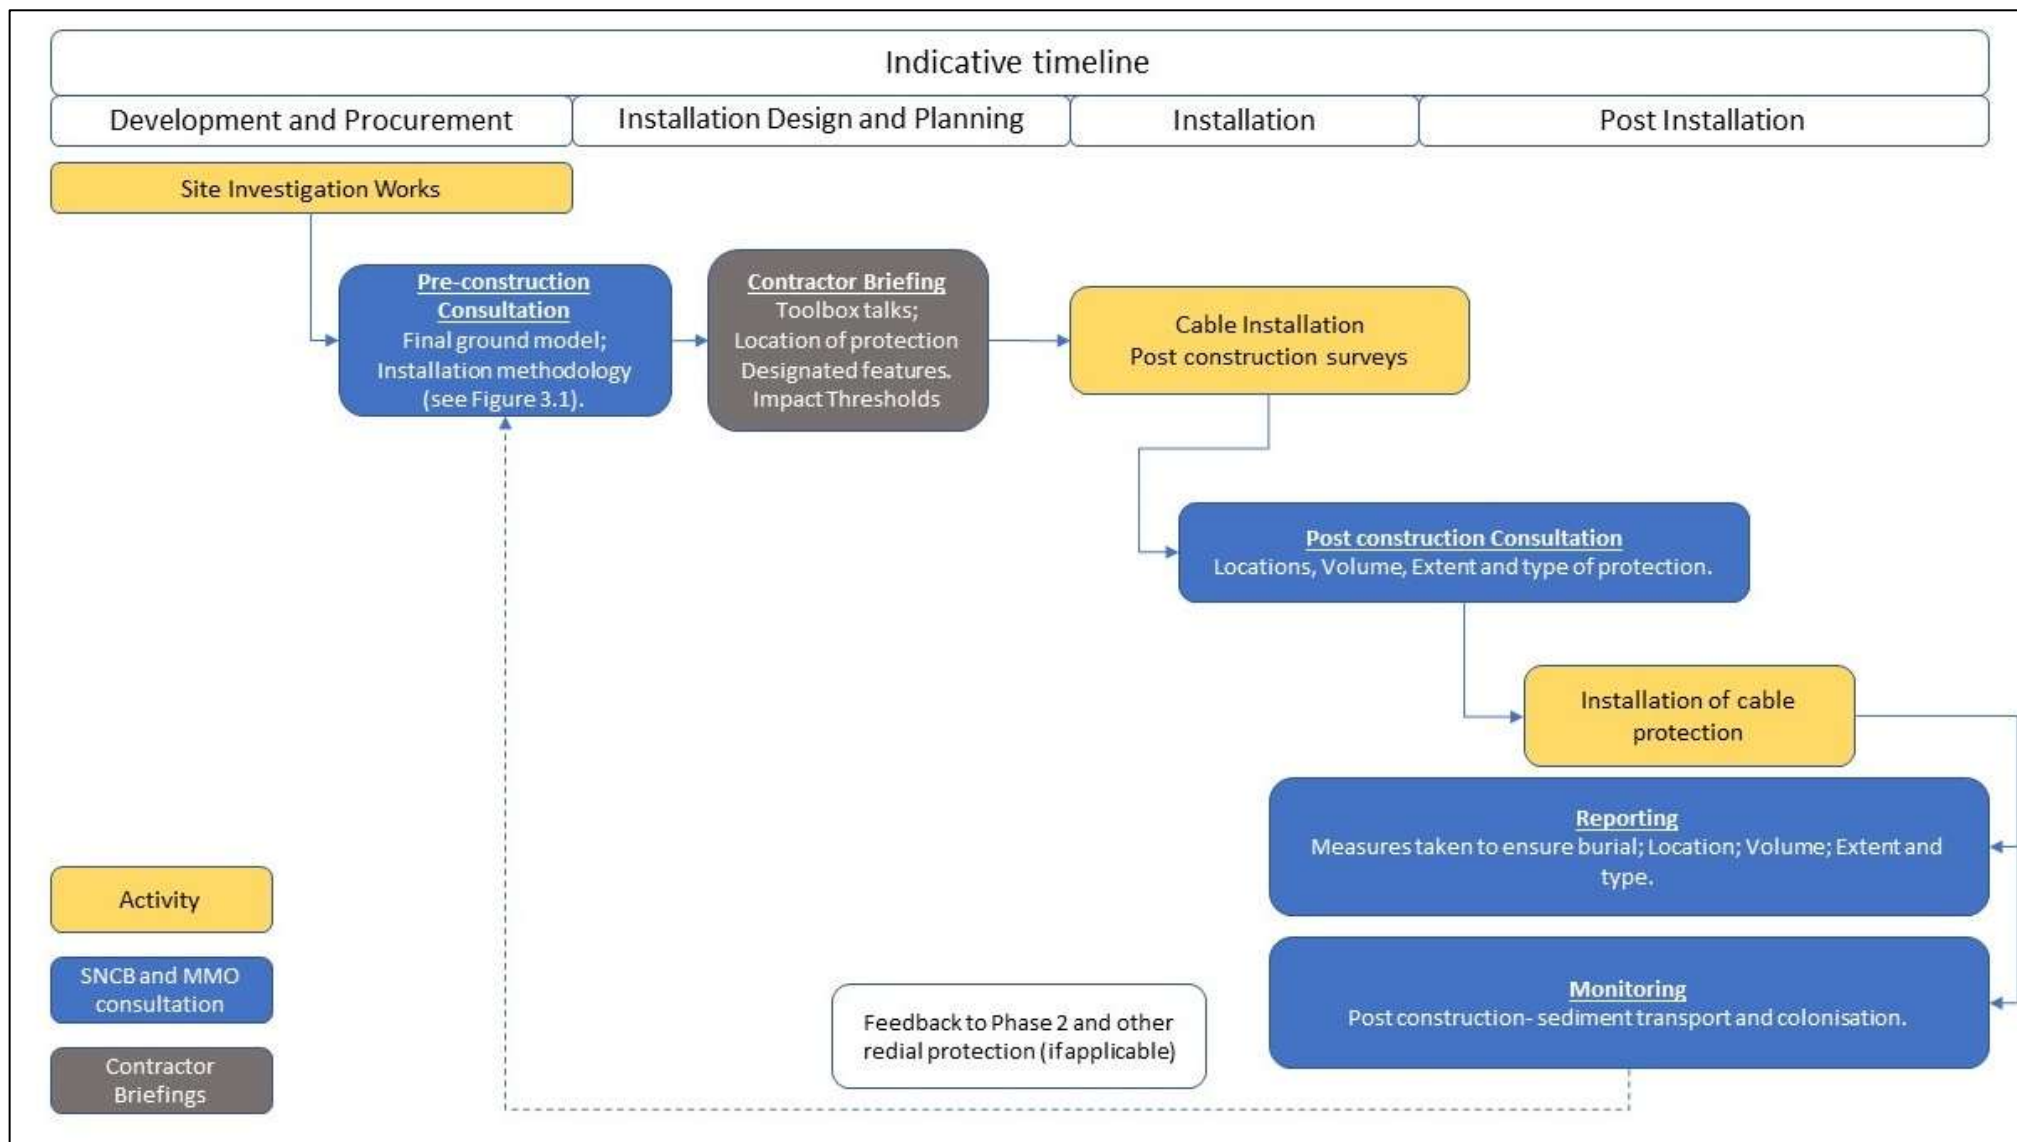 Indicative timeline
Development and Procurement
Installation Design and Planning
Installation
Post Installation
Site Investigation Works
Pre-construction
Consultation
Final ground model;
Installation methodology
(see Figure 3.1).
Contractor Briefing
Toolbox talks;
Location of protection
Designated features.
Impact Thresholds
Cable Installation
Post construction surveys
Post construction Consultation
Locations, Volume, Extent and type of protection.
Installation of cable
protection
Reporting
Measures taken to ensure burial; Location; Volume; Extent and
type.
Monitoring
Post construction- sediment transport and colonisation.
Feedback to Phase 2 and other
redial protection (if applicable)
Activity
SNCB and MMO
consultation
Contractor
Briefings